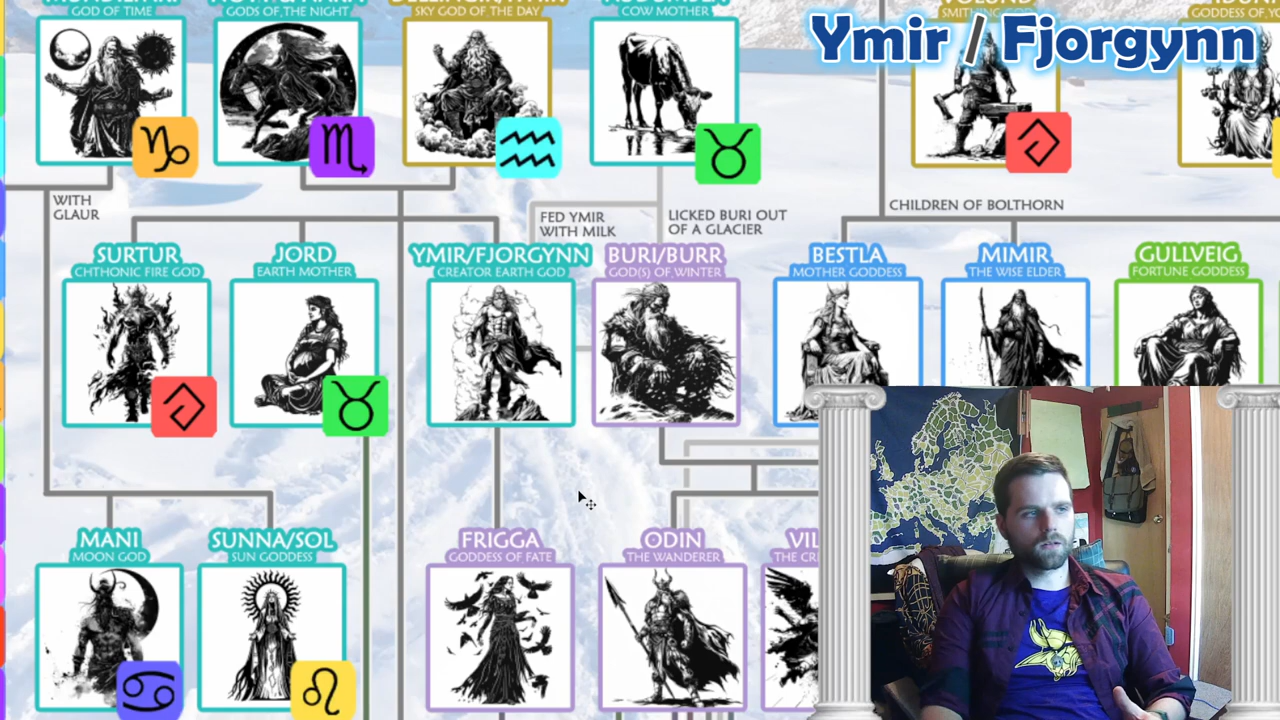 GOD OF TIME
GODS OF THE NIGHT
SKY GOD OF THE DAY
COW MOTHER
Ymir / Fjorgynn
WITH
GLAUR
FED YMIR
WITH MILK
LICKED BURI OUT
OF A GLACIER
CHILDREN OF BOLTHORN
SURTUR
CHTHONIC FIRE GOD
JORD
EARTH MOTHER
YMIR/FJORGYNN
CREATOR EARTH GOD
BURI/BURR
GOD(S) OF WINTER
BESTLA
MOTHER GODDESS
MIMIR
THE WISE ELDER
GULLVEIG
FORTUNE GODDESS
MANI
MOON GOD
SUNNA/SOL
SUN GODDESS
FRIGGA
GODDESS OF FATE
ODIN
THE WANDERER